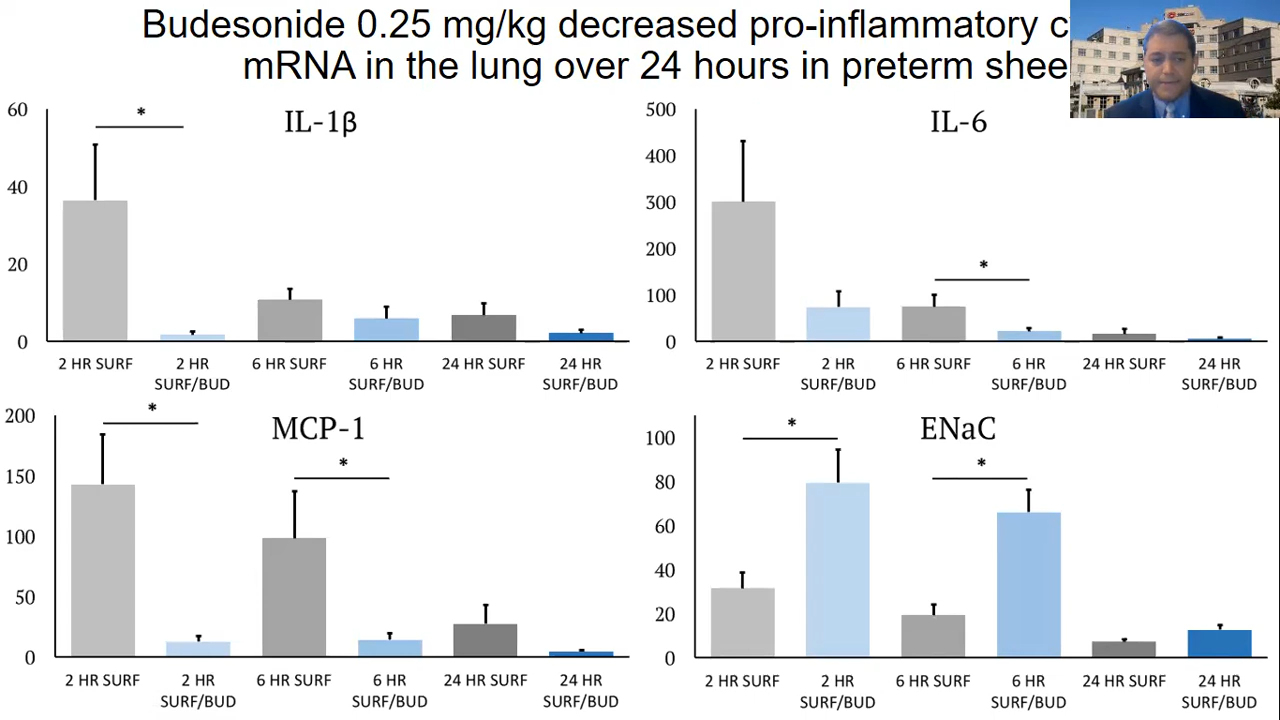 Budesonide 0.25 mg/kg decreased pro-inflammatory
mRNA in the lung over 24 hours in preterm
IL-1β
*
60
40
20
0
2 HR SURF
2 HR SURF/BUD
6 HR SURF
6 HR SURF/BUD
24 HR SURF
24 HR SURF/BUD
IL-6
*
500
400
300
200
100
0
2 HR SURF
2 HR SURF/BUD
6 HR SURF
6 HR SURF/BUD
24 HR SURF
24 HR SURF/BUD
MCP-1
*
*
200
150
100
50
0
2 HR SURF
2 HR SURF/BUD
6 HR SURF
6 HR SURF/BUD
24 HR SURF
24 HR SURF/BUD
ENaC
*
*
100
80
60
40
20
0
2 HR SURF
2 HR SURF/BUD
6 HR SURF
6 HR SURF/BUD
24 HR SURF
24 HR SURF/BUD